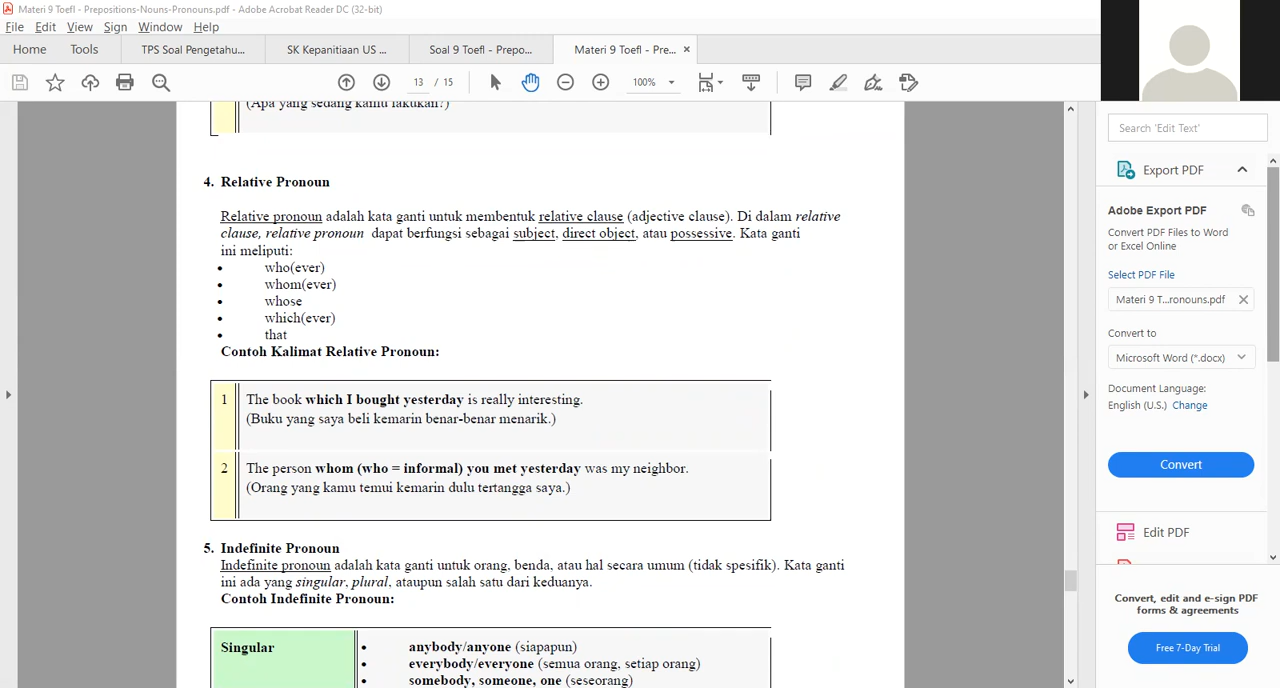 Materi 9 Toefl - Prepositions-Nouns-Pronouns.pdf - Adobe Acrobat Reader DC (32-bit)
File Edit View Sign Window Help
Home Tools TPS Soal Pengetahu... SK Kepanitiaan US ... Soal 9 Toefl - Prepo... Materi 9 Toefl - Pre... ×
13 / 15 100%
(Apa yang sedang kamu lakukan?)
4. Relative Pronoun
Relative pronoun adalah kata ganti untuk membentuk relative clause (adjective clause). Di dalam relative
clause, relative pronoun dapat berfungsi sebagai subject, direct object, atau possessive. Kata ganti
ini meliputi:
• who(ever)
• whom(ever)
• whose
• which(ever)
• that
Contoh Kalimat Relative Pronoun:
1 The book which I bought yesterday is really interesting.
(Buku yang saya beli kemarin benar-benar menarik.)
2 The person whom (who = informal) you met yesterday was my neighbor.
(Orang yang kamu temui kemarin dulu tertangga saya.)
5. Indefinite Pronoun
Indefinite pronoun adalah kata ganti untuk orang, benda, atau hal secara umum (tidak spesifik). Kata ganti
ini ada yang singular, plural, ataupun salah satu dari keduanya.
Contoh Indefinite Pronoun:
Singular • anybody/anyone (siapapun)
• everybody/everyone (semua orang, setiap orang)
• somebody, someone, one (seseorang)
Search 'Edit Text'
Export PDF
Adobe Export PDF
Convert PDF Files to Word
or Excel Online
Select PDF File
Materi 9 T...ronouns.pdf
Convert to
Microsoft Word (*.docx)
Document Language:
English (U.S.) Change
Convert
Edit PDF
Convert, edit and e-sign PDF
forms & agreements
Free 7-Day Trial